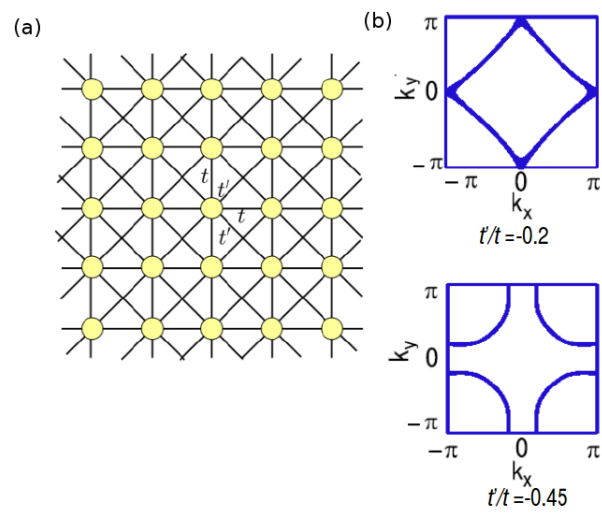 (a)
t
t'
t
t'
(b)
π
k_y
0
-π
-π 0 π
k_x
t'/t =-0.2
π
k_y
0
-π
-π 0 π
k_x
t'/t =-0.45